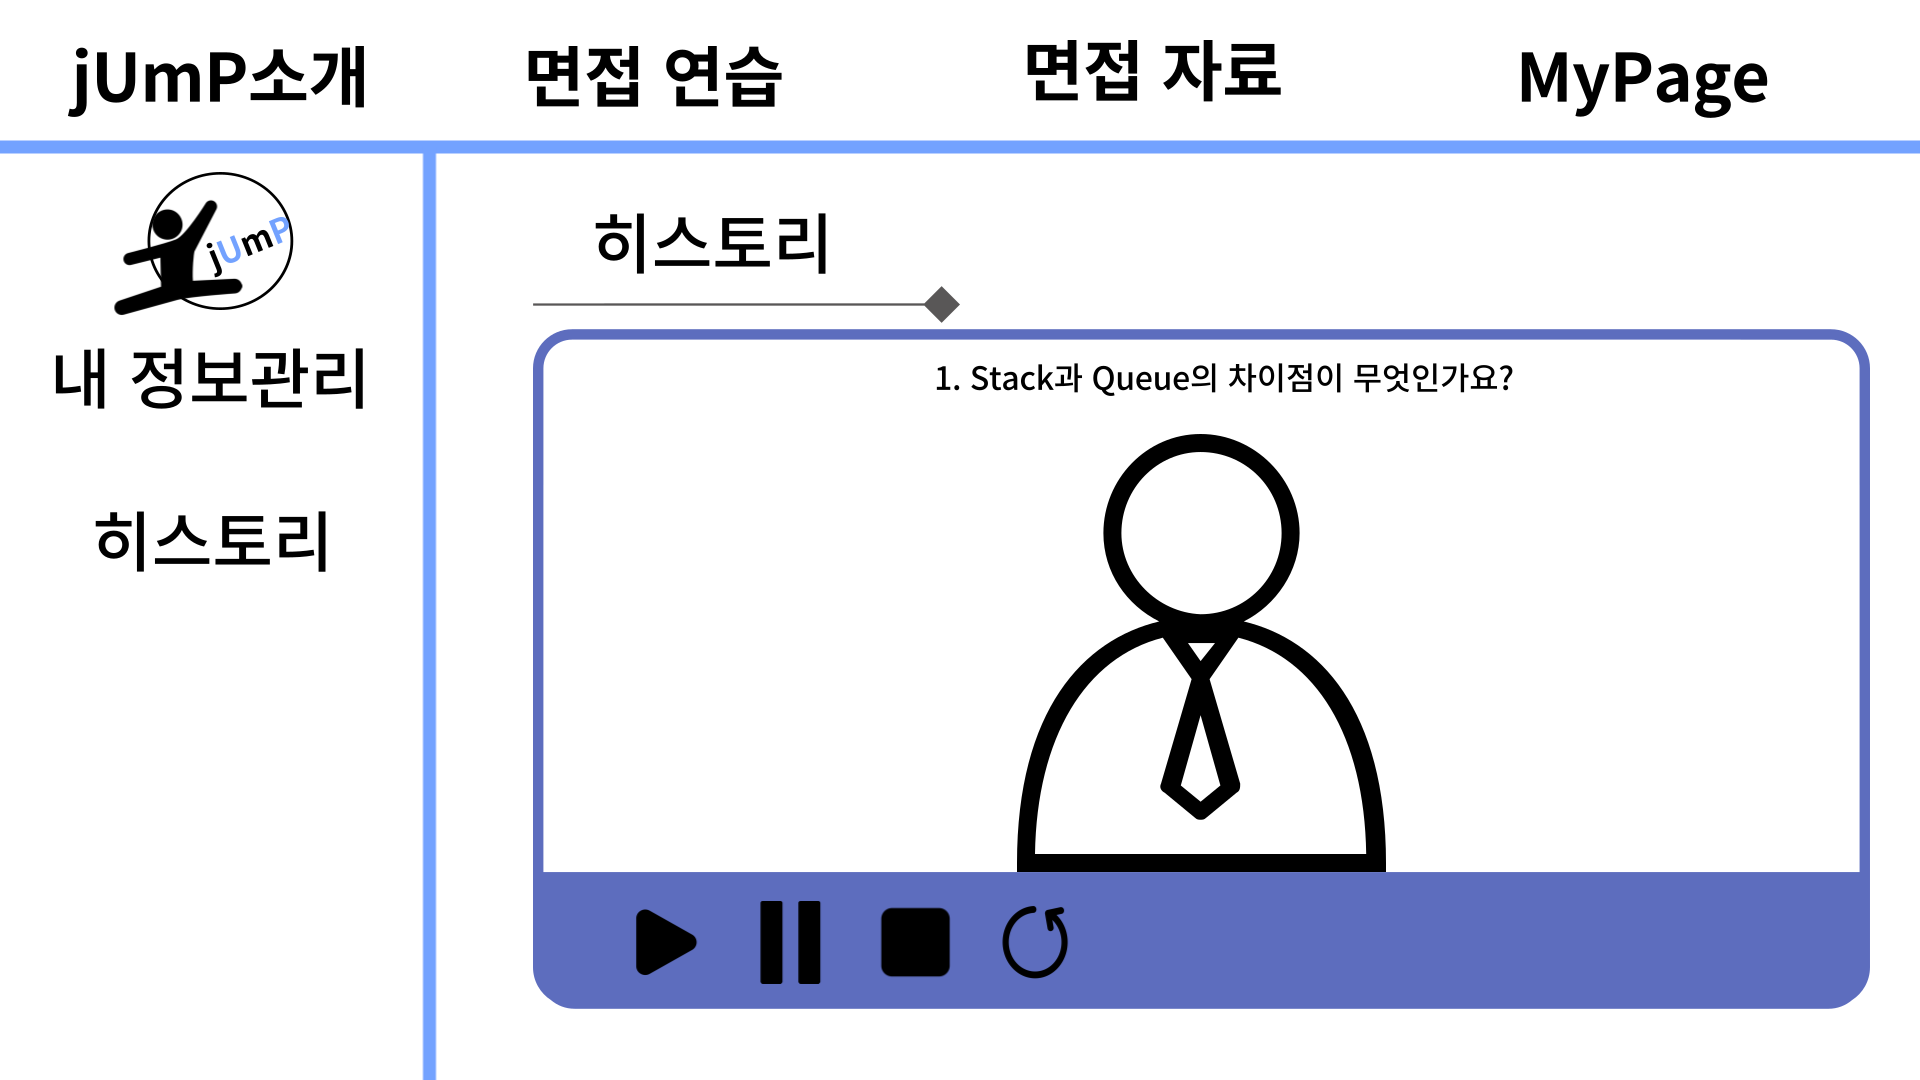 jUmP소개
면접 연습
면접 자료
MyPage
jUmP
내 정보관리
히스토리
히스토리
1. Stack과 Queue의 차이점이 무엇인가요?